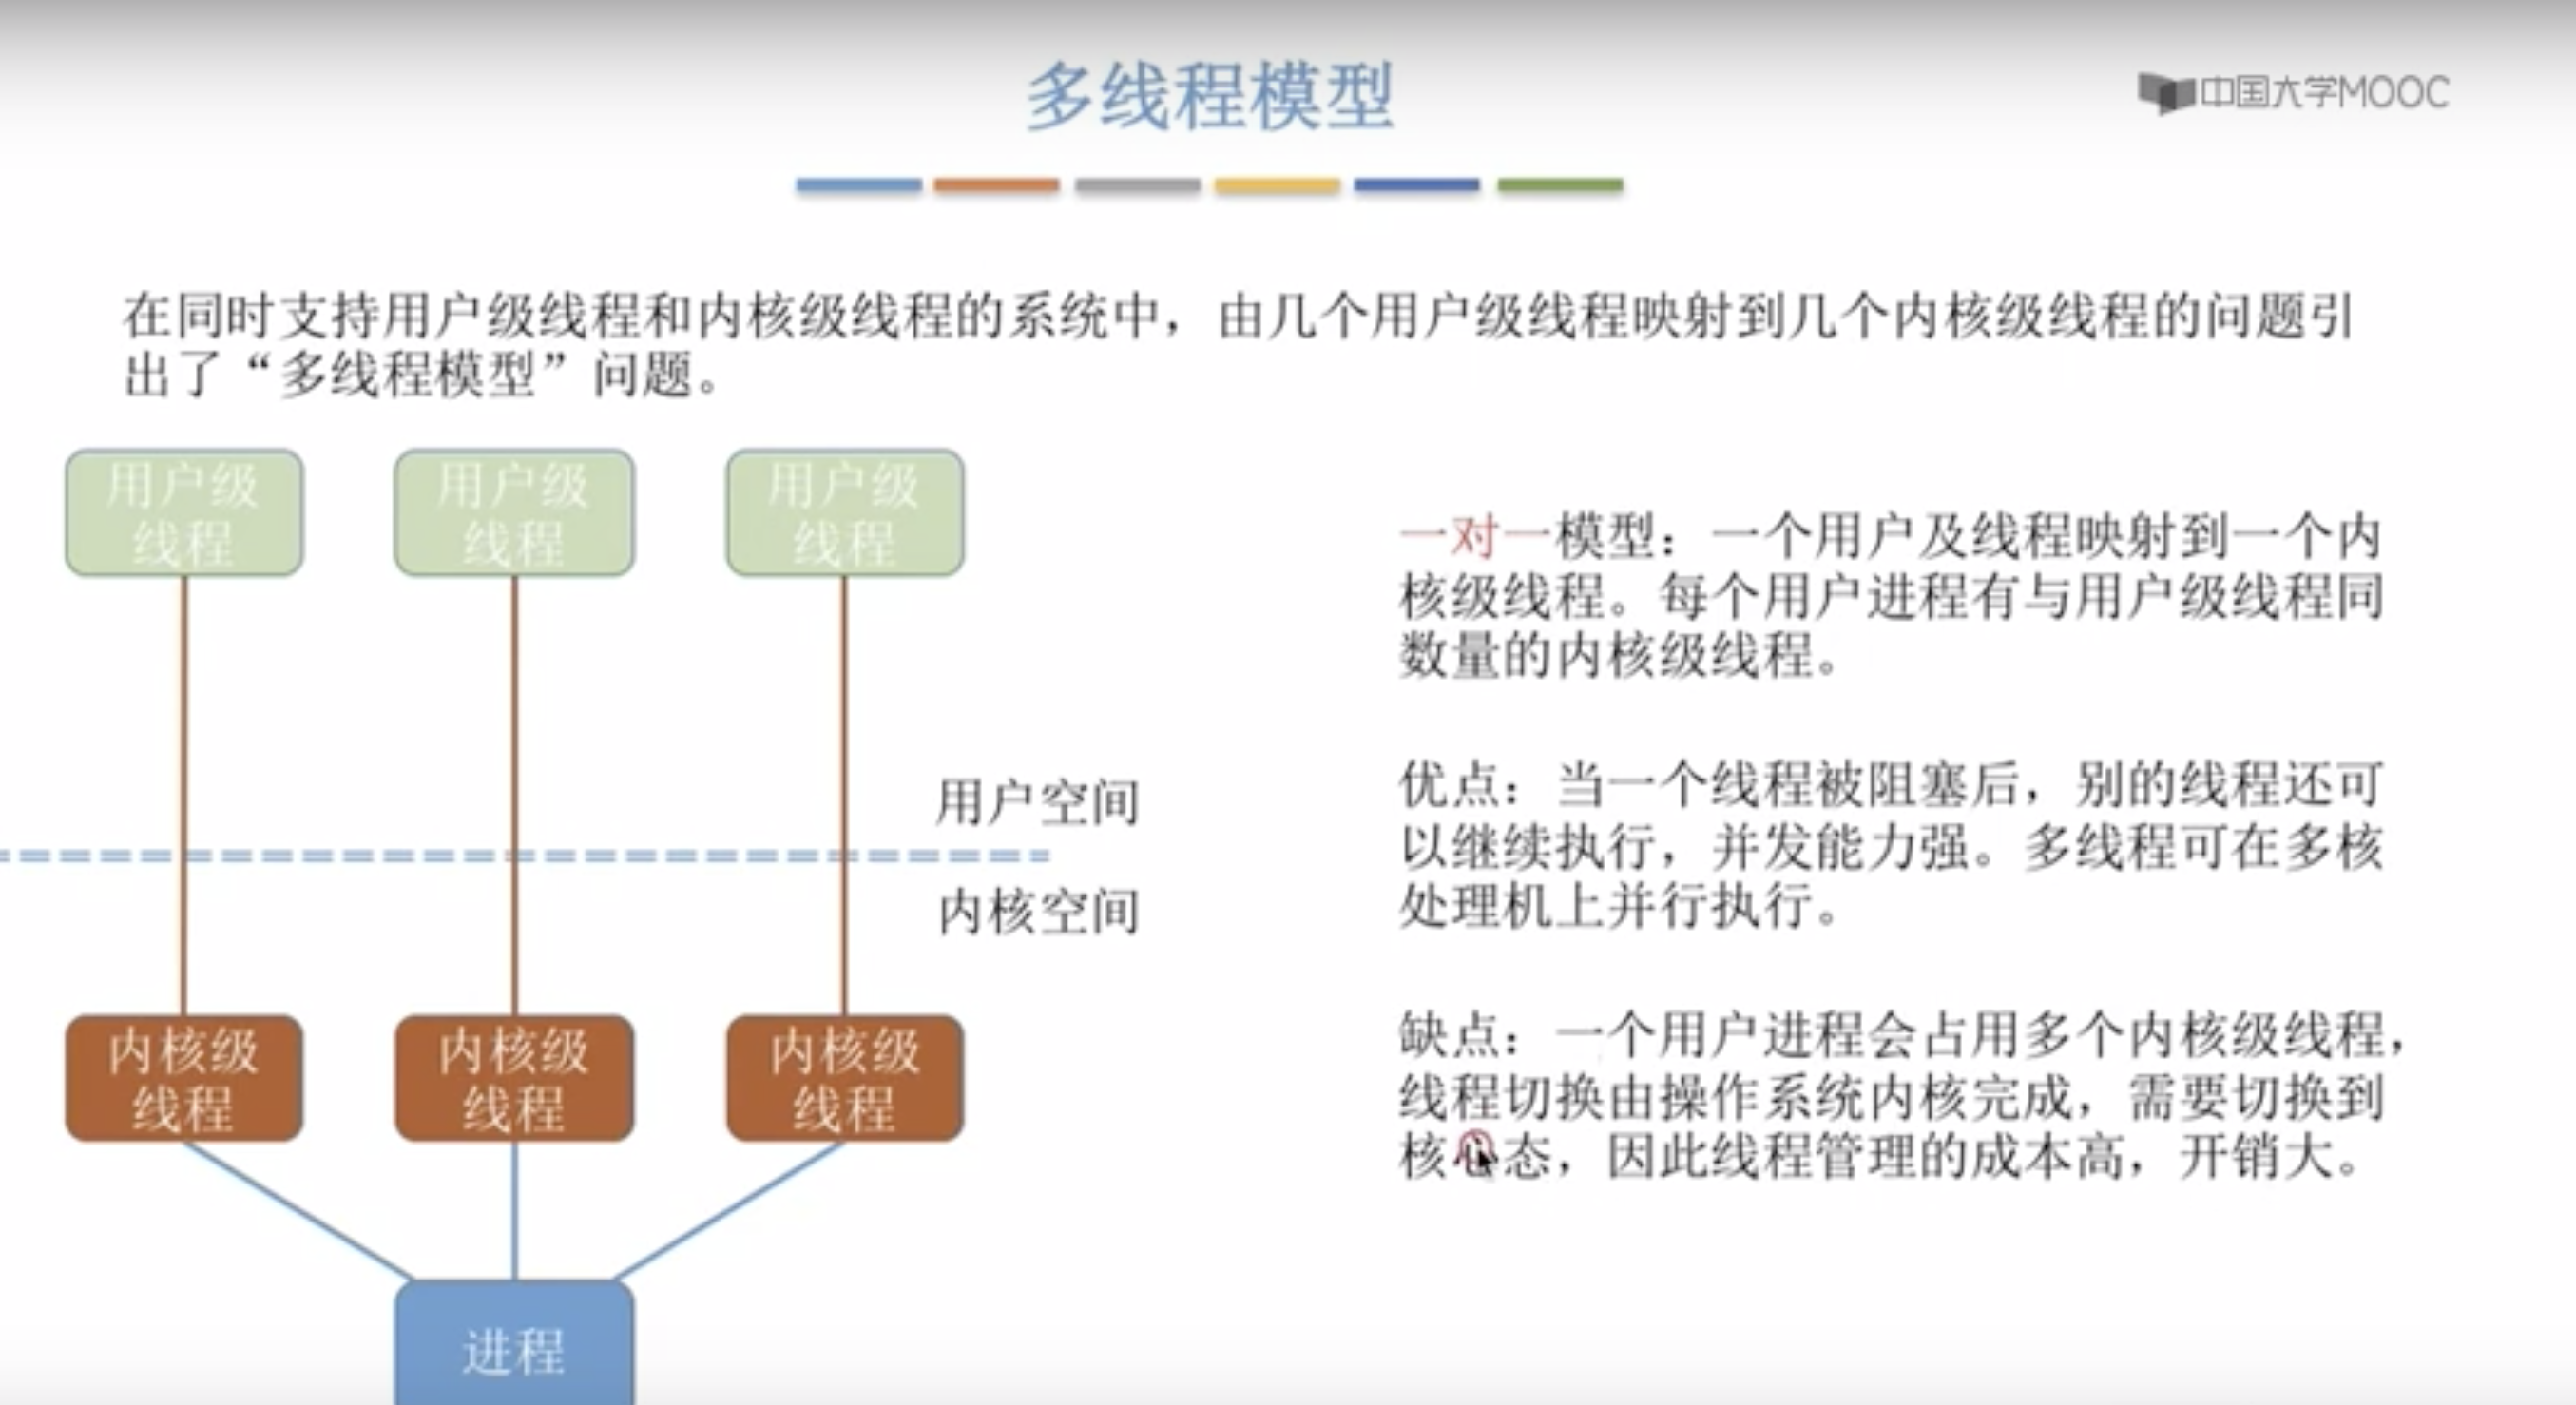 多线程模型
中国大学MOOC
在同时支持用户级线程和内核级线程的系统中，由几个用户级线程映射到几个内核级线程的问题引
出了“多线程模型”问题。
用户级
线程
用户级
线程
用户级
线程
用户空间
内核空间
内核级
线程
内核级
线程
内核级
线程
进程
一对一模型：一个用户及线程映射到一个内
核级线程。每个用户进程有与用户级线程同
数量的内核级线程。
优点：当一个线程被阻塞后，别的线程还可
以继续执行，并发能力强。多线程可在多核
处理机上并行执行。
缺点：一个用户进程会占用多个内核级线程，
线程切换由操作系统内核完成，需要切换到
核心态，因此线程管理的成本高，开销大。